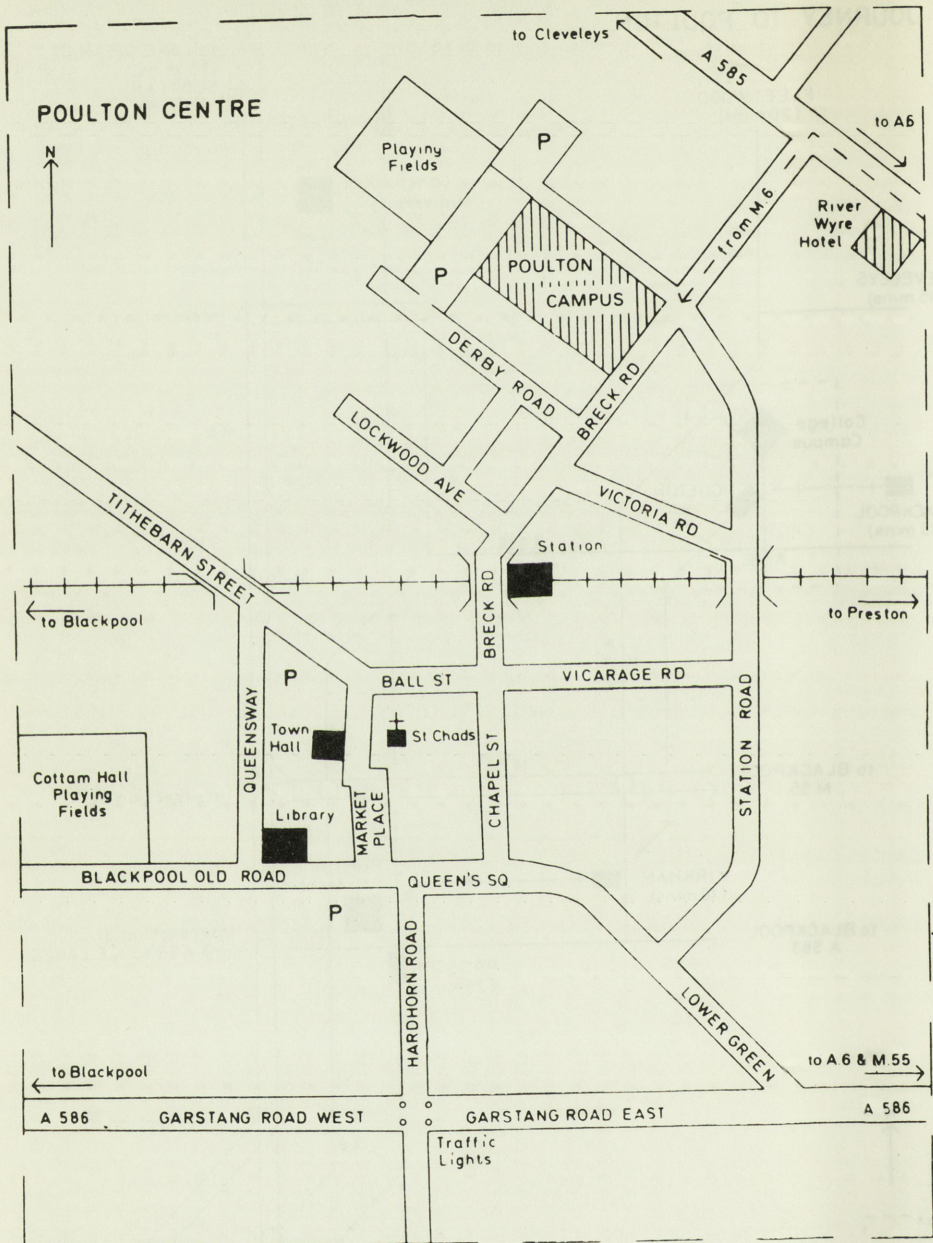 to Cleveleys
A 585
POULTON CENTRE
to A6
N
P
Playing
Fields
from M.6
River
Wyre
Hotel
POULTON
CAMPUS
P
DERBY ROAD
BRECK RD
LOCKWOOD AVE
VICTORIA RD
TITHEBARN STREET
Station
to Blackpool
BRECK RD
to Preston
P
BALL ST
VICARAGE RD
QUEENSWAY
Town
Hall
St Chads
STATION ROAD
Cottam Hall
Playing
Fields
CHAPEL ST
MARKET
PLACE
Library
BLACKPOOL OLD ROAD
QUEEN'S SQ
P
HARDHORN ROAD
LOWER GREEN
to Blackpool
to A.6 & M.55
A 586
GARSTANG ROAD WEST
GARSTANG ROAD EAST
A 586
Traffic
Lights